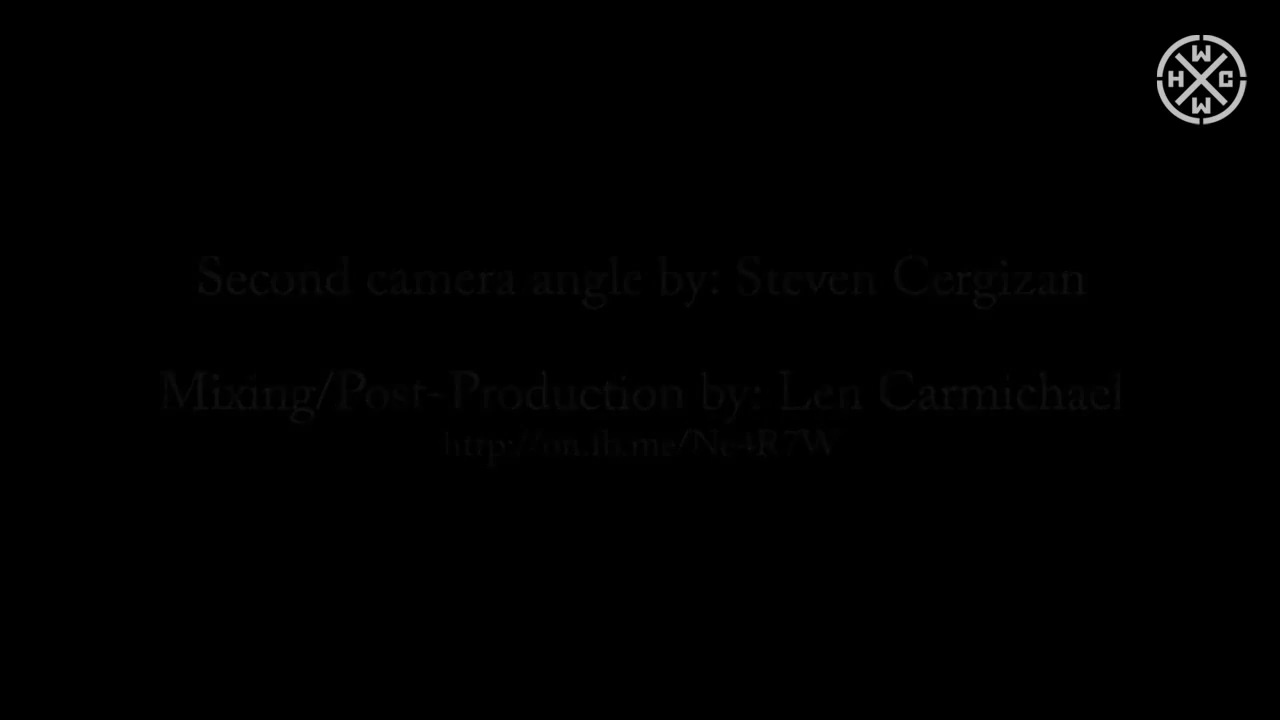 W
H C
W
Second camera angle by: Steven Cergizan
Mixing/Post-Production by: Len Carmichael